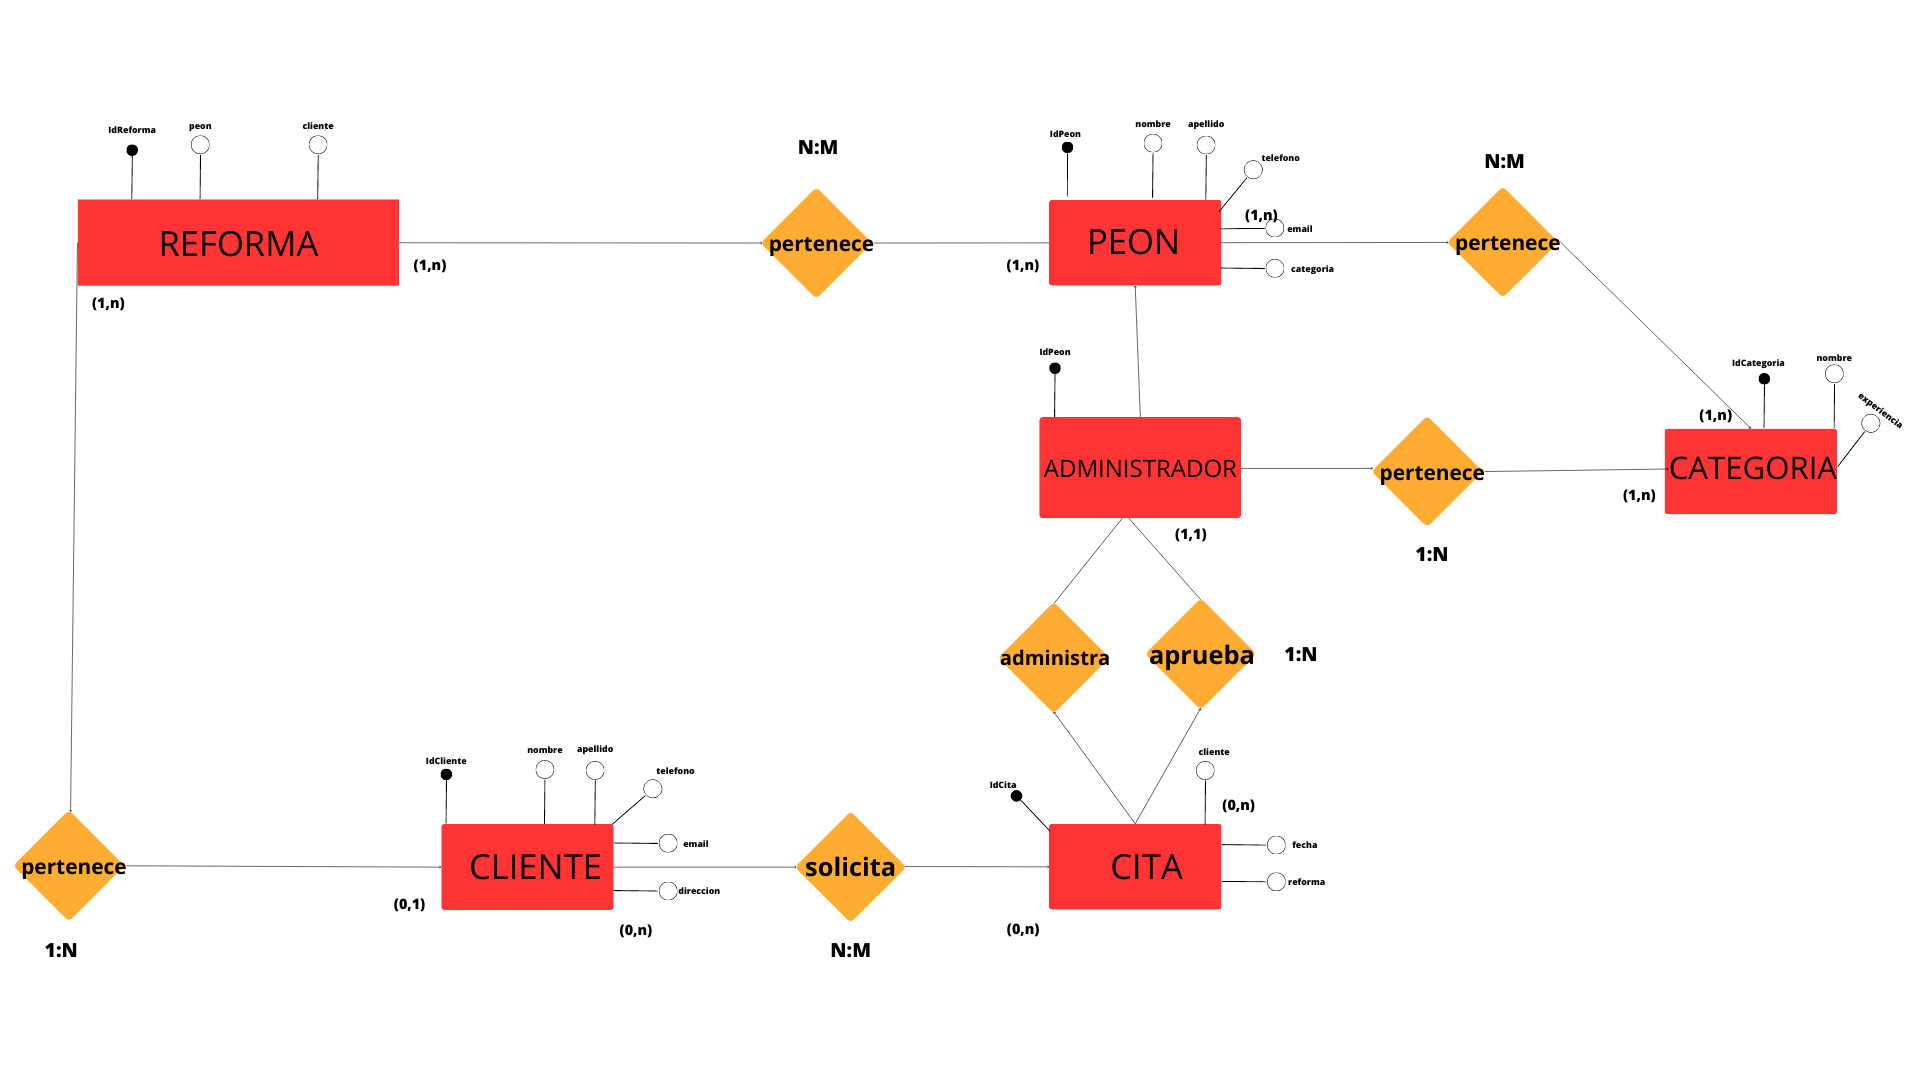 IdReforma
peon
cliente
REFORMA
(1,n)
(1,n)
N:M
pertenece
(1,n)
IdPeon
nombre
apellido
telefono
(1,n)
email
categoria
PEON
N:M
pertenece
IdPeon
ADMINISTRADOR
(1,1)
pertenece
1:N
IdCategoria
nombre
experiencia
(1,n)
CATEGORIA
(1,n)
administra
aprueba
1:N
pertenece
1:N
IdCliente
nombre
apellido
telefono
email
direccion
CLIENTE
(0,1)
(0,n)
solicita
N:M
IdCita
cliente
(0,n)
fecha
reforma
CITA
(0,n)